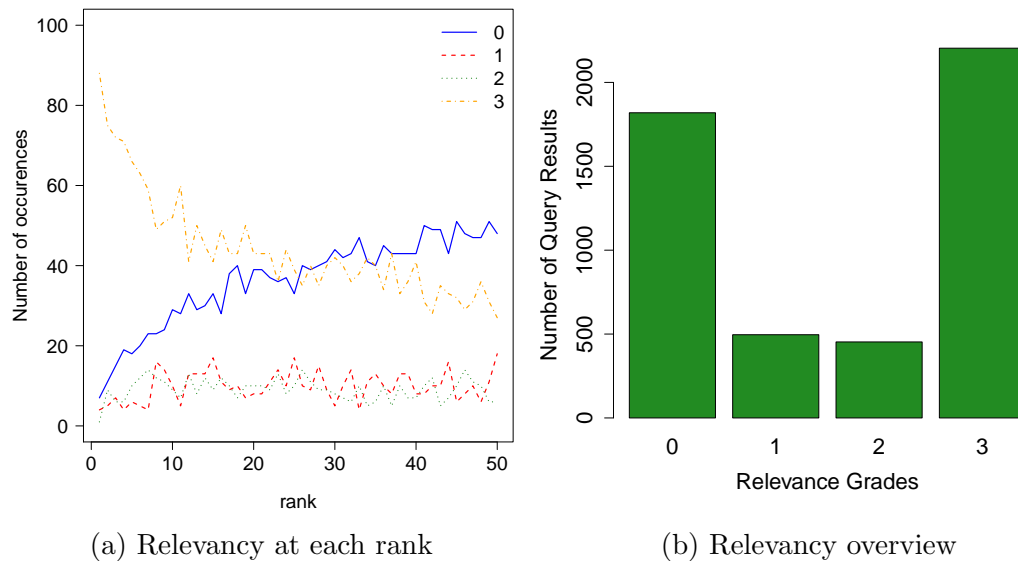 100
80
60
40
20
0
Number of occurences
0 10 20 30 40 50
rank
0
1
2
3
(a) Relevancy at each rank
2000
1500
1000
500
0
Number of Query Results
0 1 2 3
Relevance Grades
(b) Relevancy overview